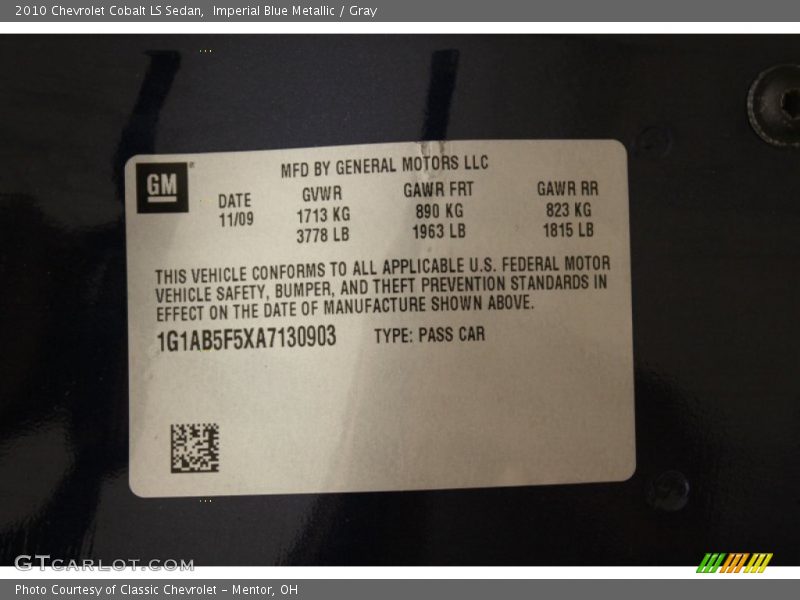 2010 Chevrolet Cobalt LS Sedan,  Imperial Blue Metallic / Gray
MFD BY GENERAL MOTORS LLC
GM
DATE GVWR GAWR FRT GAWR RR
11/09 1713 KG 890 KG 823 KG
3778 LB 1963 LB 1815 LB
THIS VEHICLE CONFORMS TO ALL APPLICABLE U.S. FEDERAL MOTOR
VEHICLE SAFETY, BUMPER, AND THEFT PREVENTION STANDARDS IN
EFFECT ON THE DATE OF MANUFACTURE SHOWN ABOVE.
1G1AB5F5XA7130903 TYPE: PASS CAR
GTCARLOT.COM
Photo Courtesy of Classic Chevrolet - Mentor, OH